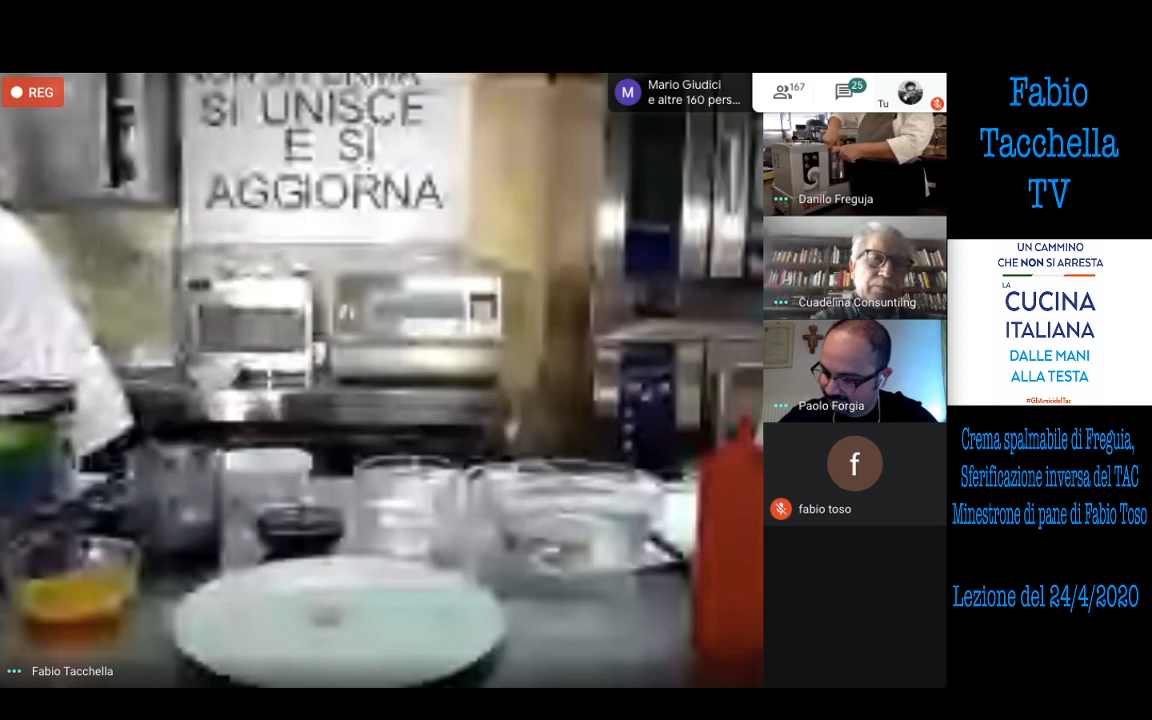 REG
SI UNISCE
E SI
AGGIORNA
M
Mario Giudici
e altre 160 pers...
167
25
Tu
Danilo Freguja
Cuadelina Consuntilng
Paolo Forgia
f
fabio toso
Fabio Tacchella
Fabio
Tacchella
TV
UN CAMMINO
CHE NON SI ARRESTA
LA
CUCINA
ITALIANA
DALLE MANI
ALLA TESTA
#GliAmicidelTac
Crema spalmabile di Freguia,
Sferificazione inversa del TAC
Minestrone di pane di Fabio Toso
Lezione del 24/4/2020